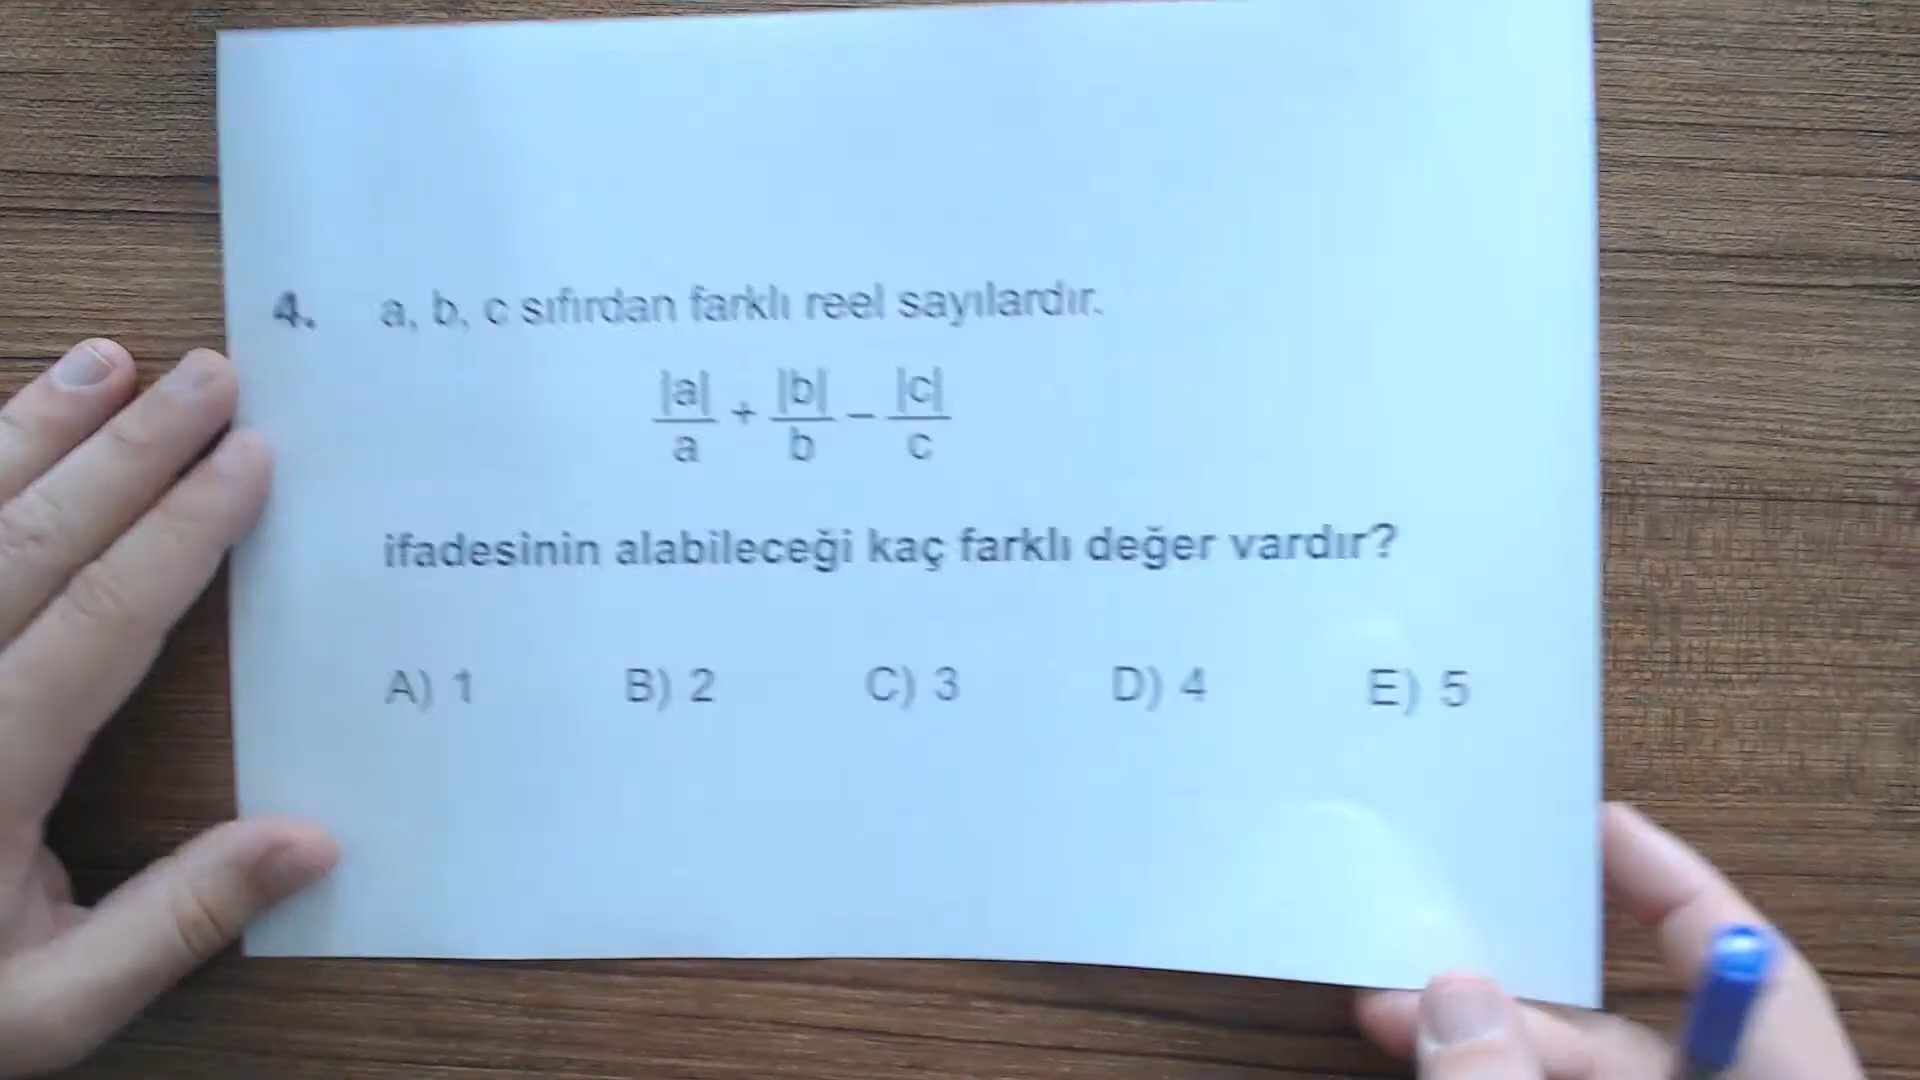 4. a, b, c sıfırdan farklı reel sayılardır.
|a|/a + |b|/b − |c|/c
ifadesinin alabileceği kaç farklı değer vardır?
A) 1 B) 2 C) 3 D) 4 E) 5